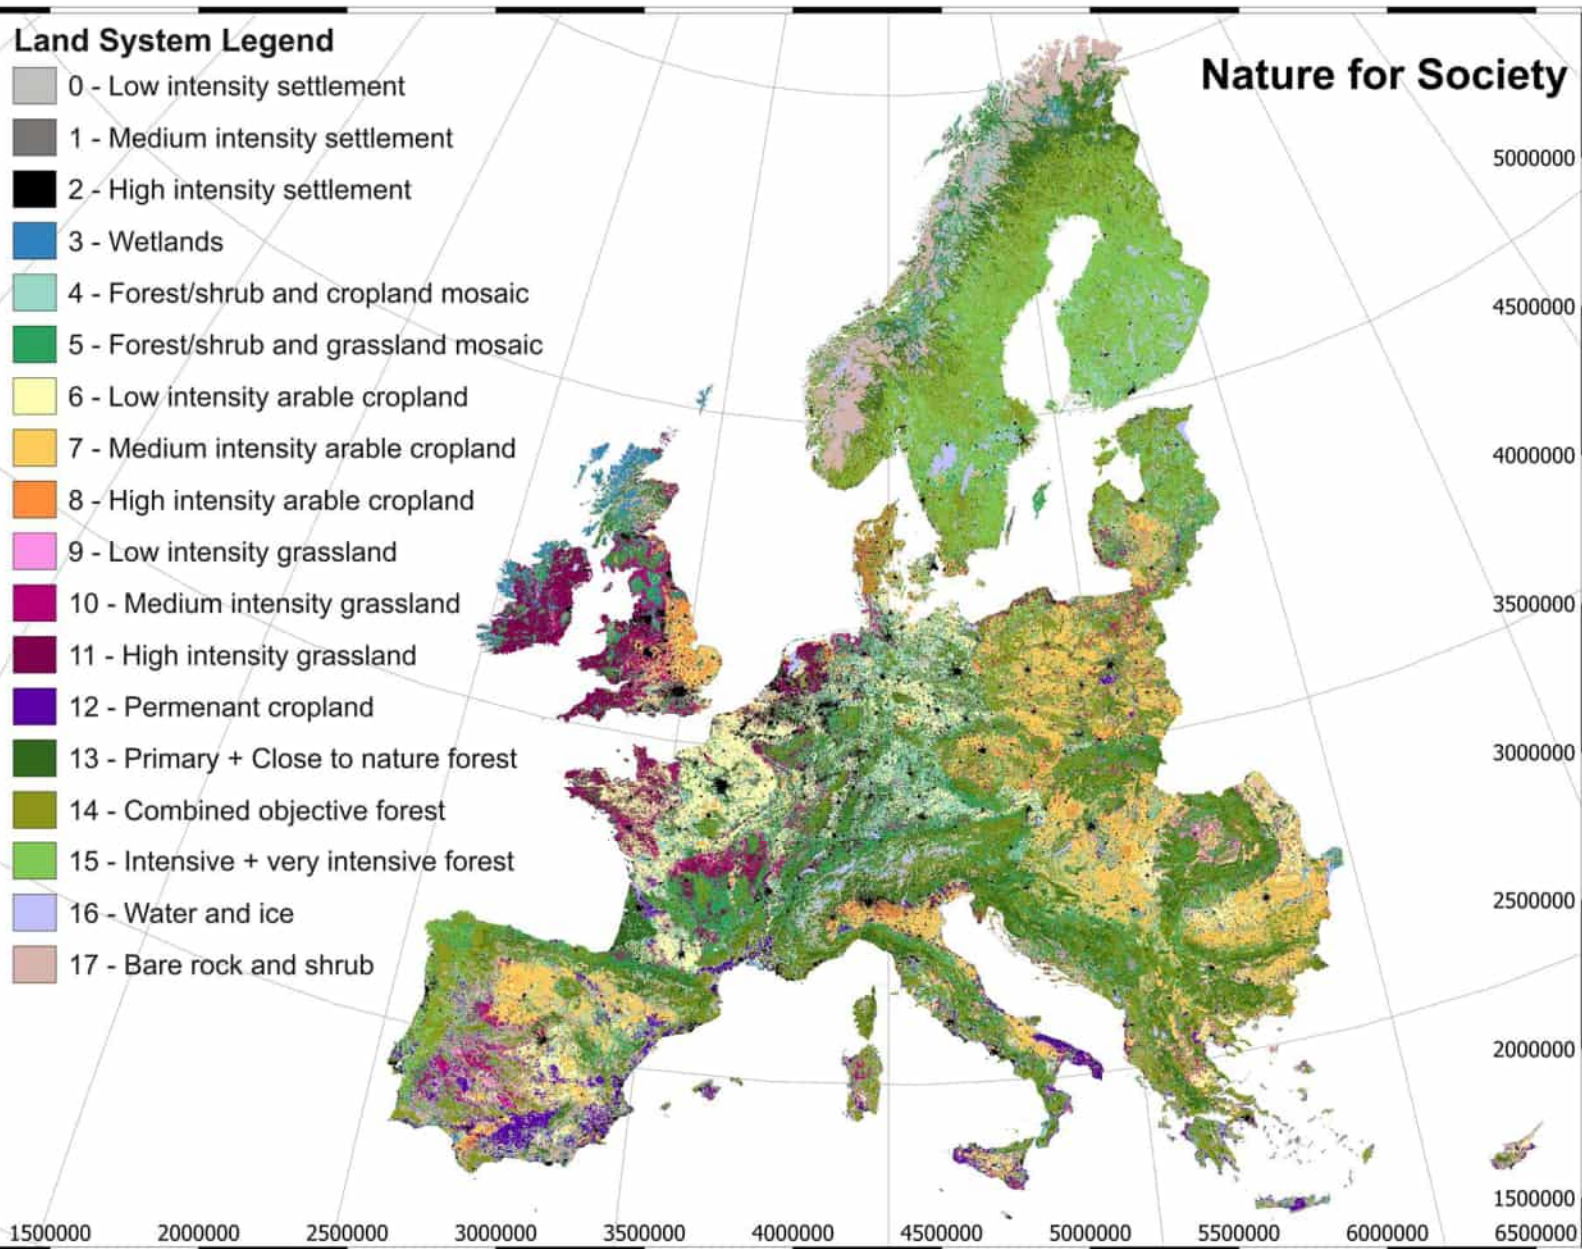 Land System Legend
Nature for Society
0 - Low intensity settlement
1 - Medium intensity settlement
2 - High intensity settlement
3 - Wetlands
4 - Forest/shrub and cropland mosaic
5 - Forest/shrub and grassland mosaic
6 - Low intensity arable cropland
7 - Medium intensity arable cropland
8 - High intensity arable cropland
9 - Low intensity grassland
10 - Medium intensity grassland
11 - High intensity grassland
12 - Permenant cropland
13 - Primary + Close to nature forest
14 - Combined objective forest
15 - Intensive + very intensive forest
16 - Water and ice
17 - Bare rock and shrub
5000000
4500000
4000000
3500000
3000000
2500000
2000000
1500000
1500000 2000000 2500000 3000000 3500000 4000000 4500000 5000000 5500000 6000000 6500000